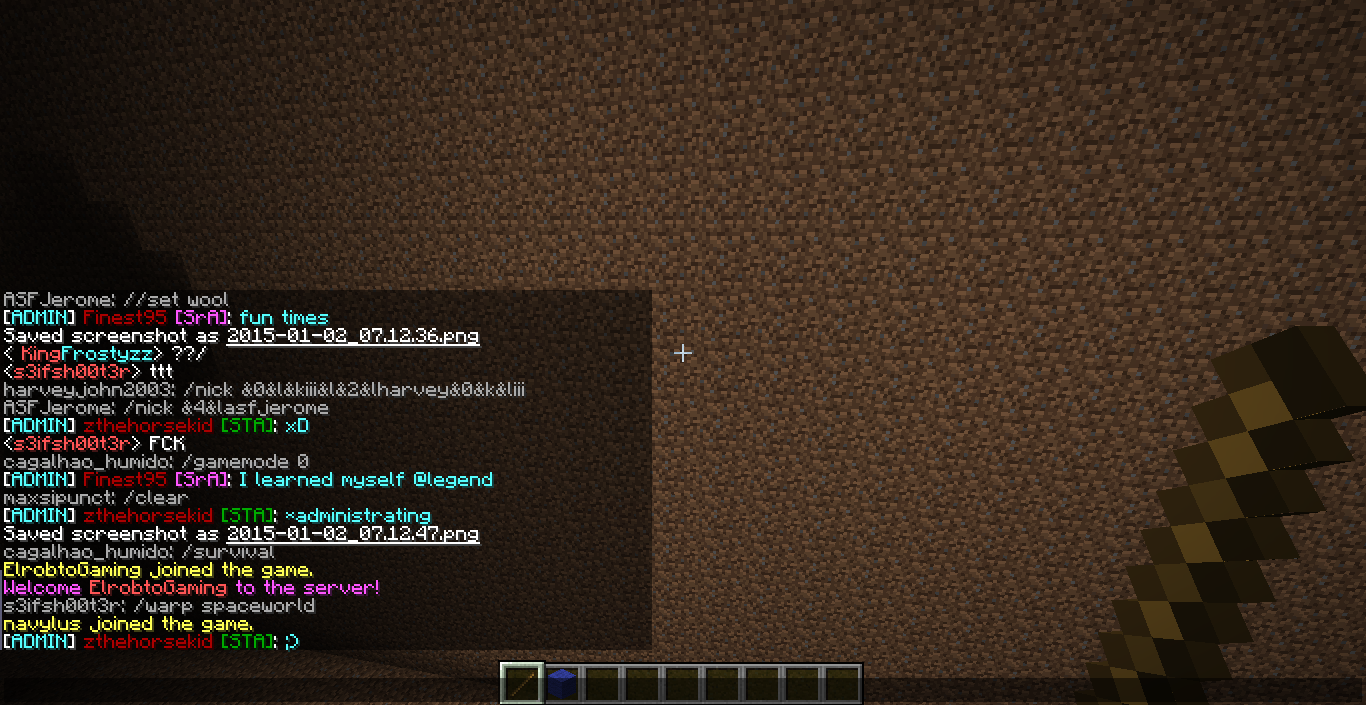 ASFJerome: //set wool
[ADMIN] Finest95 [SrA]: fun times
Saved screenshot as 2015-01-02_07.12.36.png
< KingFrostyzz> ??/
<s3ifsh00t3r> ttt
harveyjohn2003: /nick &0&l&kiii&l&2&lharvey&0&k&liii
ASFJerome: /nick &4&lasfjerome
[ADMIN] zthehorsekid [STA]: xD
<s3ifsh00t3r> FCK
cagalhao_humido: /gamemode 0
[ADMIN] Finest95 [SrA]: I learned myself @legend
maxsipunct: /clear
[ADMIN] zthehorsekid [STA]: *administrating
Saved screenshot as 2015-01-02_07.12.47.png
cagalhao_humido: /survival
ElrobtoGaming joined the game.
Welcome ElrobtoGaming to the server!
s3ifsh00t3r: /warp spaceworld
navylus joined the game.
[ADMIN] zthehorsekid [STA]: ;)